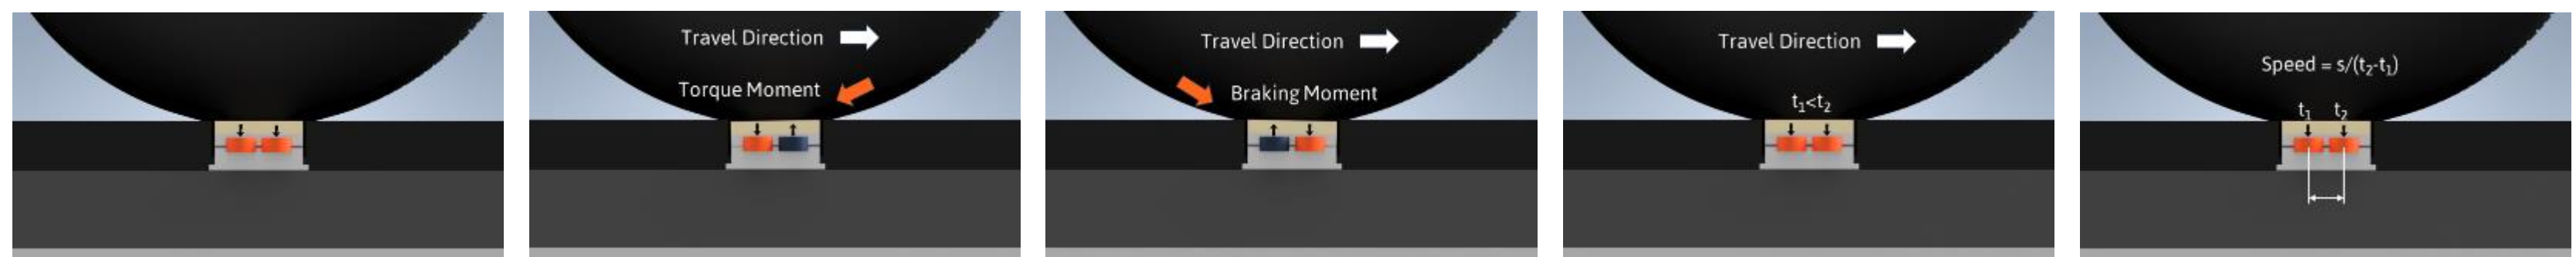 Travel Direction
Torque Moment
Travel Direction
Braking Moment
Travel Direction
t₁<t₂
Speed = s/(t₂-t₁)
t₁ t₂